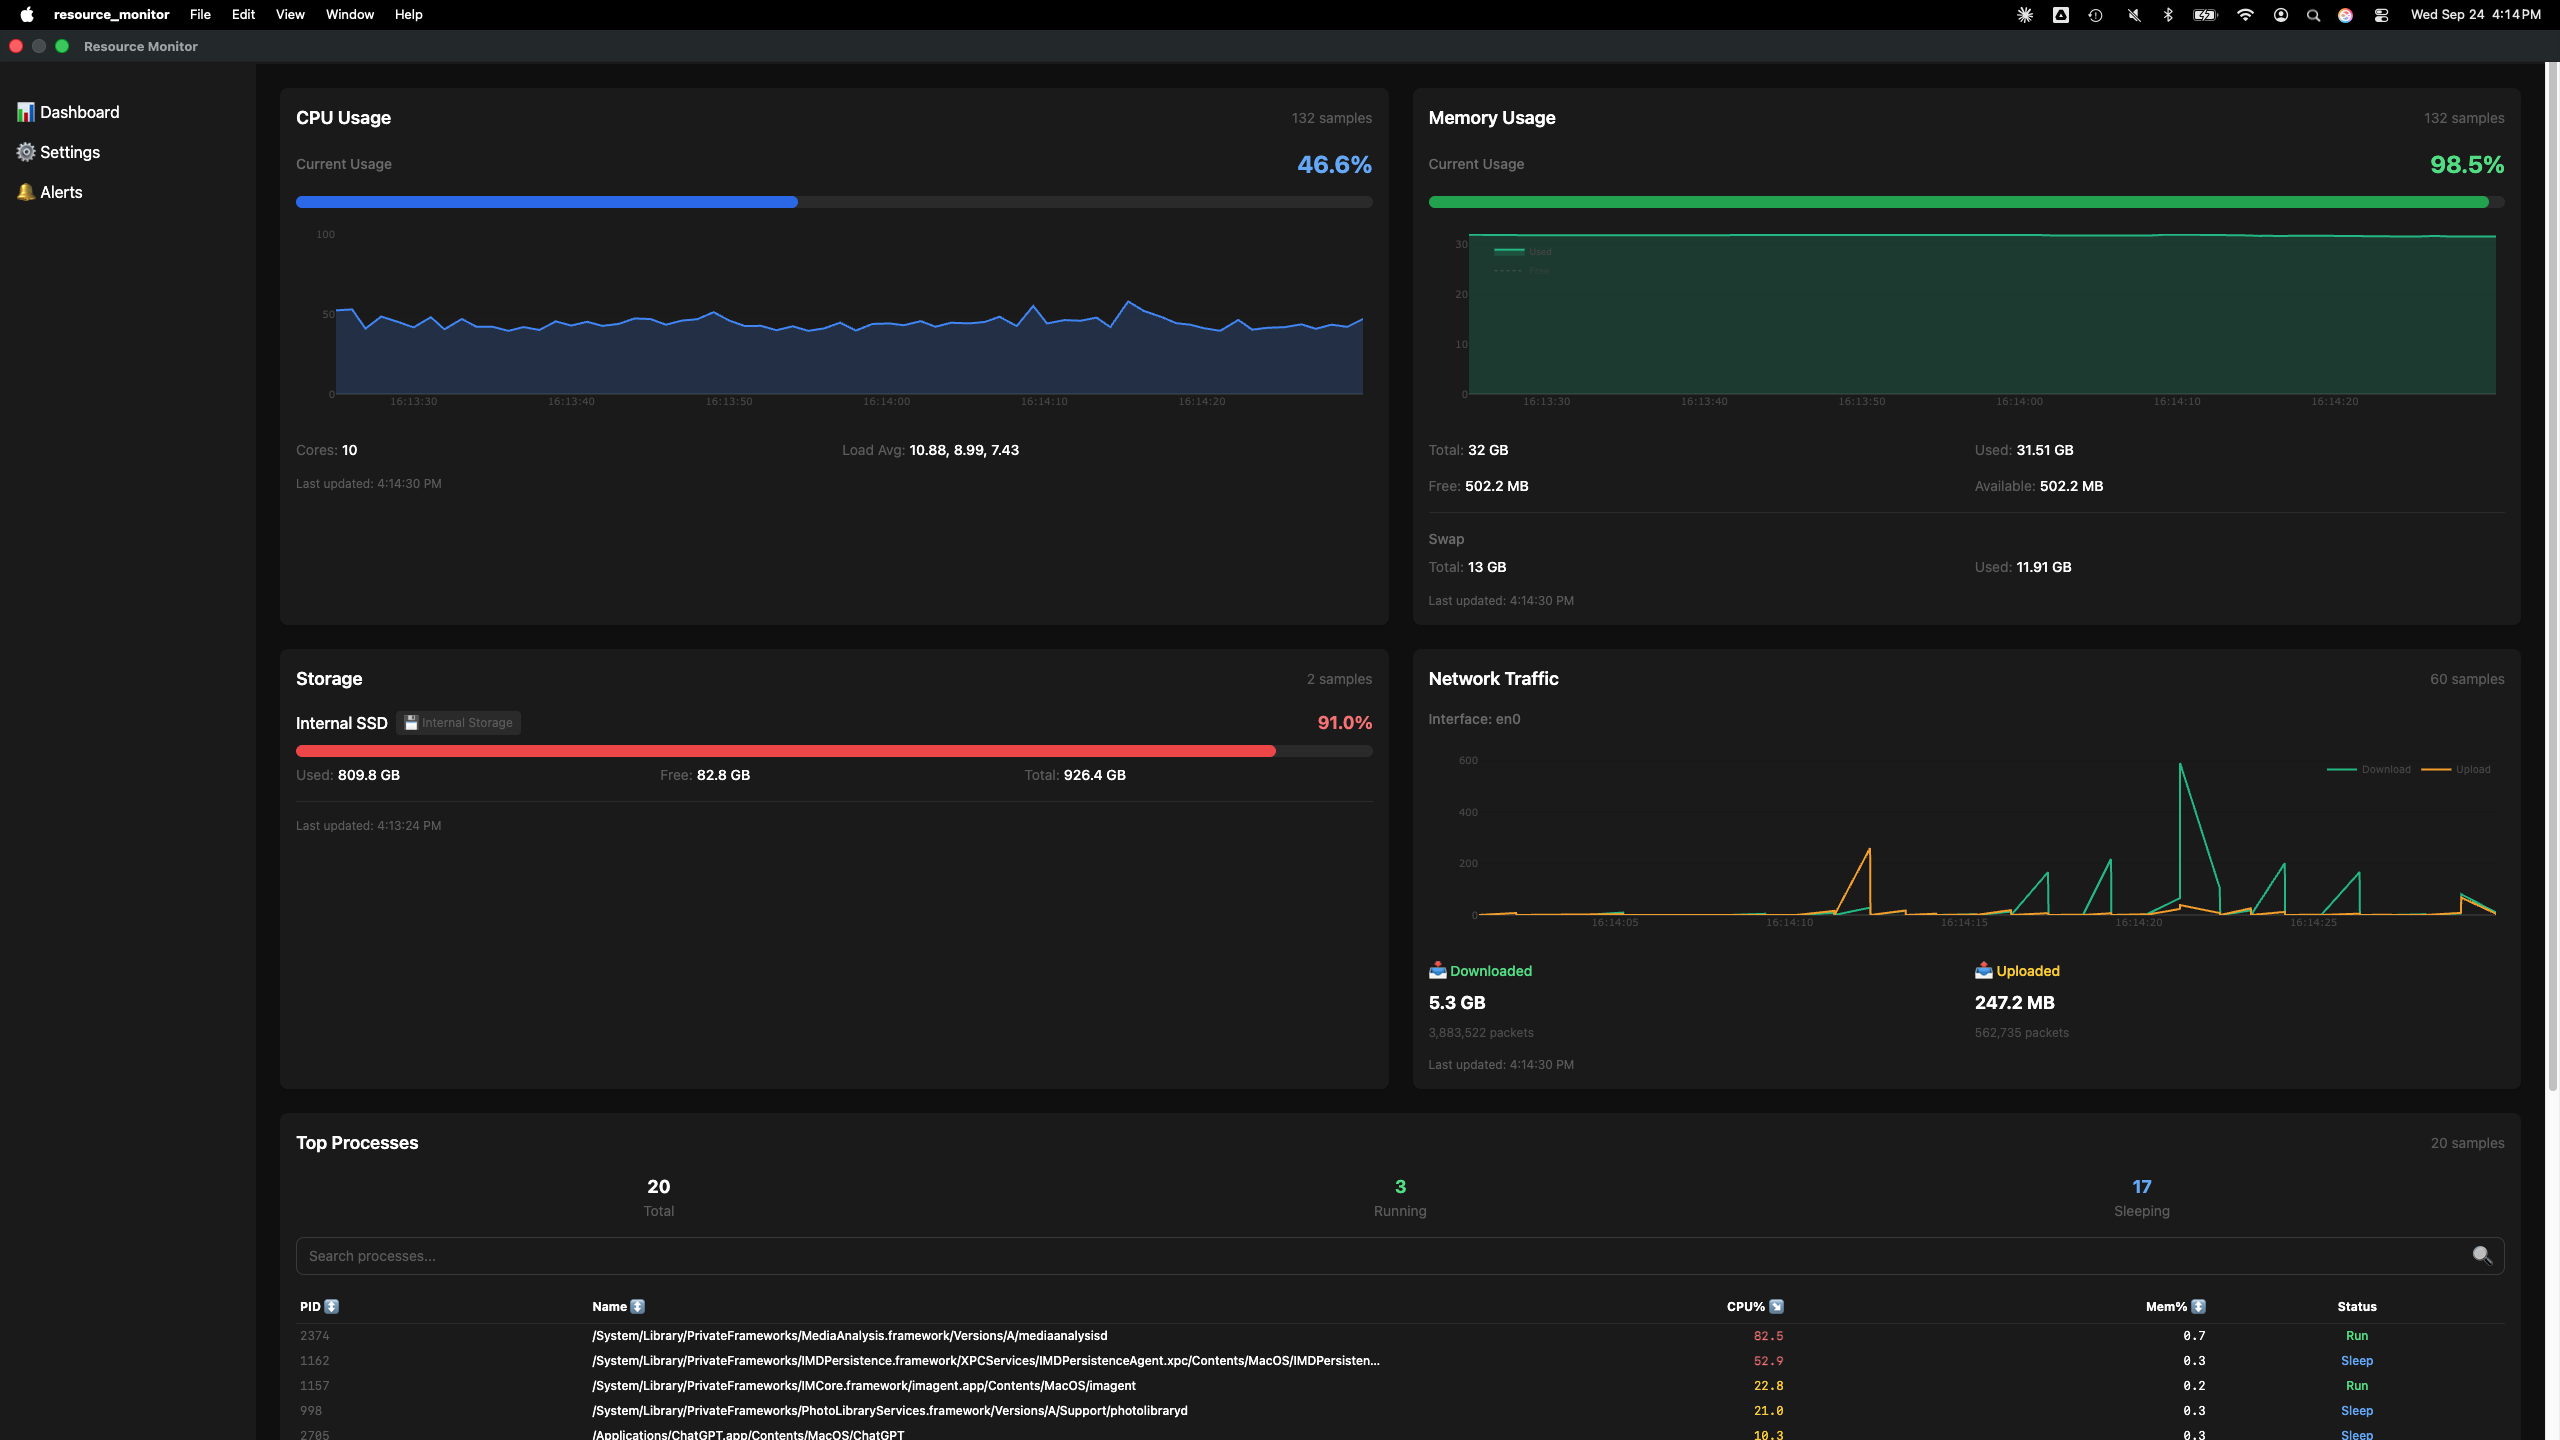 resource_monitor File Edit View Window Help Wed Sep 24 4:14 PM
Resource Monitor
Dashboard
Settings
Alerts
CPU Usage 132 samples
Current Usage 46.6%
100
50
0
16:13:30 16:13:40 16:13:50 16:14:00 16:14:10 16:14:20
Cores: 10 Load Avg: 10.88, 8.99, 7.43
Last updated: 4:14:30 PM
Memory Usage 132 samples
Current Usage 98.5%
30
Used
Free
20
10
0
16:13:30 16:13:40 16:13:50 16:14:00 16:14:10 16:14:20
Total: 32 GB Used: 31.51 GB
Free: 502.2 MB Available: 502.2 MB
Swap
Total: 13 GB Used: 11.91 GB
Last updated: 4:14:30 PM
Storage 2 samples
Internal SSD Internal Storage 91.0%
Used: 809.8 GB Free: 82.8 GB Total: 926.4 GB
Last updated: 4:13:24 PM
Network Traffic 60 samples
Interface: en0
600
Download Upload
400
200
0
16:14:05 16:14:10 16:14:15 16:14:20 16:14:25
Downloaded Uploaded
5.3 GB 247.2 MB
3,883,522 packets 562,735 packets
Last updated: 4:14:30 PM
Top Processes 20 samples
20 3 17
Total Running Sleeping
Search processes...
PID Name CPU% Mem% Status
2374 /System/Library/PrivateFrameworks/MediaAnalysis.framework/Versions/A/mediaanalysisd 82.5 0.7 Run
1162 /System/Library/PrivateFrameworks/IMDPersistence.framework/XPCServices/IMDPersistenceAgent.xpc/Contents/MacOS/IMDPersisten... 52.9 0.3 Sleep
1157 /System/Library/PrivateFrameworks/IMCore.framework/imagent.app/Contents/MacOS/imagent 22.8 0.2 Run
998 /System/Library/PrivateFrameworks/PhotoLibraryServices.framework/Versions/A/Support/photolibraryd 21.0 0.3 Sleep
2705 /Applications/ChatGPT.app/Contents/MacOS/ChatGPT 10.3 0.3 Sleep